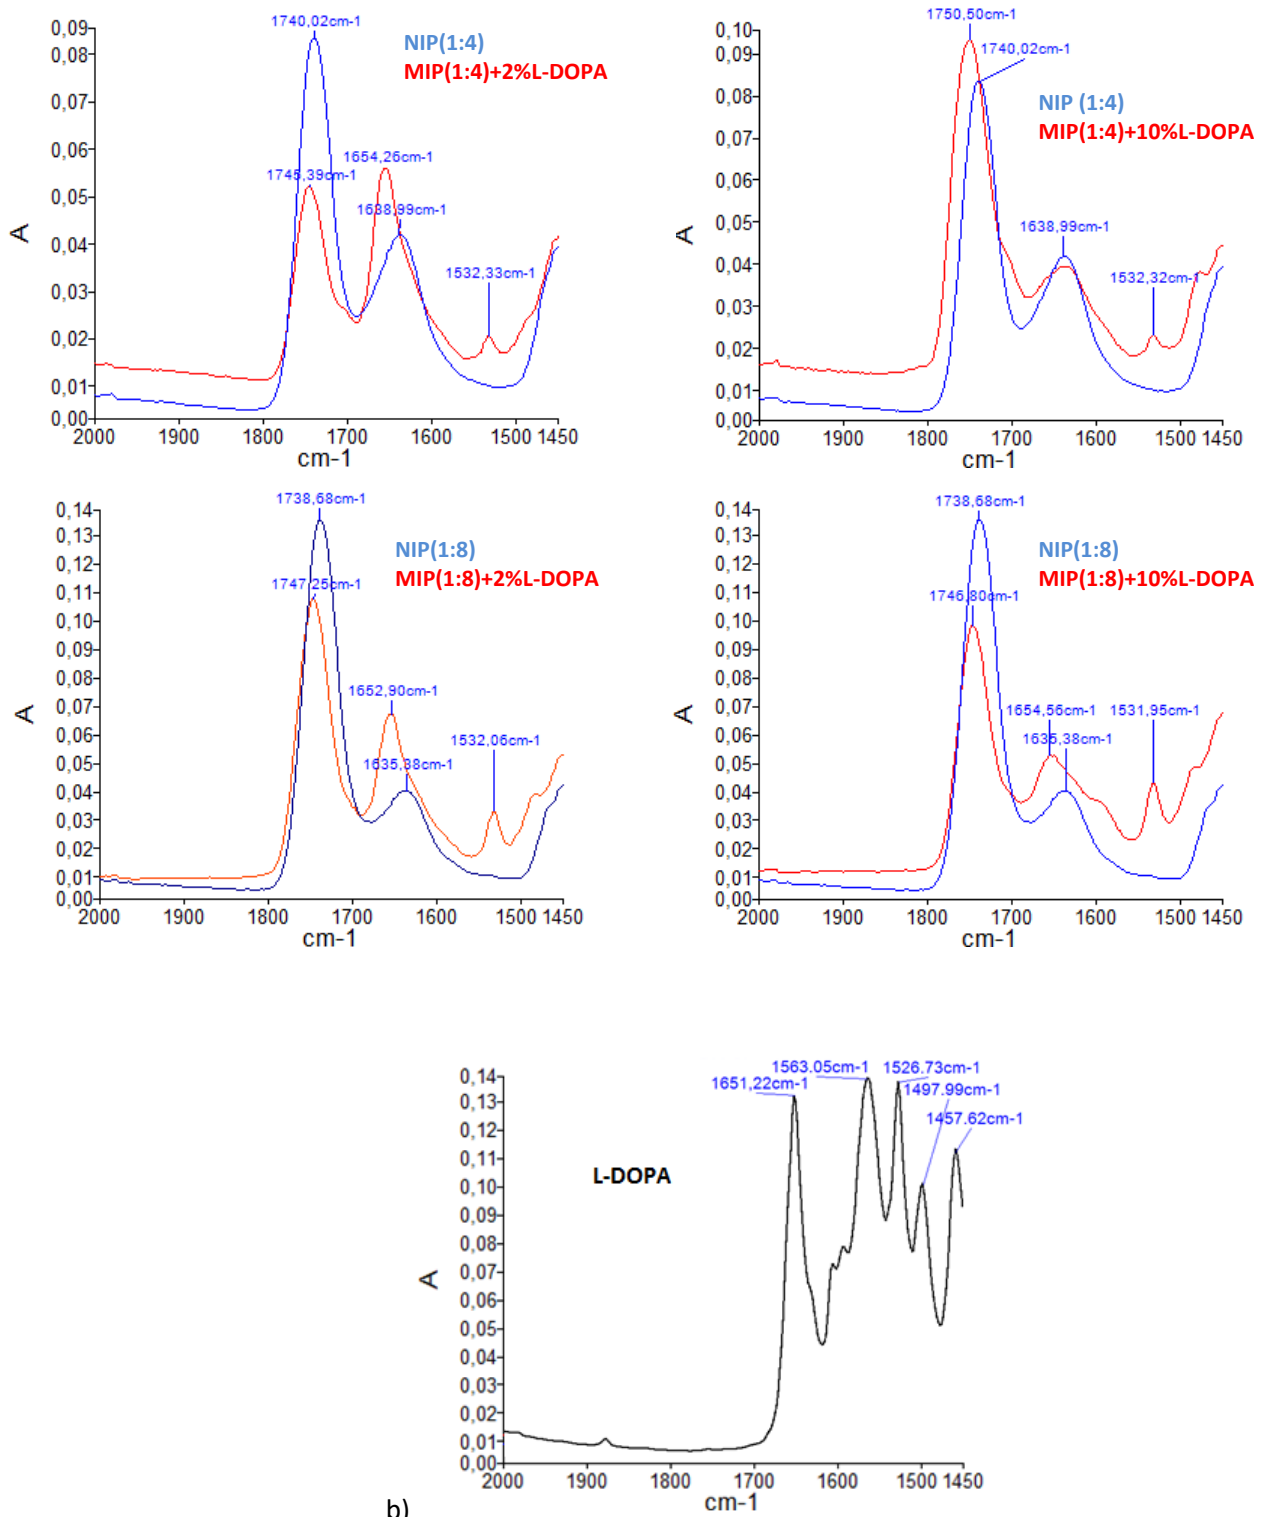 1740,02cm-1
NIP(1:4)
MIP(1:4)+2%L-DOPA
1654,26cm-1
1745,39cm-1
1638,99cm-1
1532,33cm-1
0,09
0,08
0,07
0,06
0,05
0,04
0,03
0,02
0,01
0,00
A
2000 1900 1800 1700 1600 1500 1450
cm-1
1750,50cm-1
1740,02cm-1
NIP (1:4)
MIP(1:4)+10%L-DOPA
1638,99cm-1
1532,32cm-1
0,10
0,09
0,08
0,07
0,06
0,05
0,04
0,03
0,02
0,01
0,00
A
2000 1900 1800 1700 1600 1500 1450
cm-1
1738,68cm-1
NIP(1:8)
MIP(1:8)+2%L-DOPA
1747,25cm-1
1652,90cm-1
1532,06cm-1
1635,38cm-1
0,14
0,13
0,12
0,11
0,10
0,09
0,08
0,07
0,06
0,05
0,04
0,03
0,02
0,01
0,00
A
2000 1900 1800 1700 1600 1500 1450
cm-1
1738,68cm-1
NIP(1:8)
MIP(1:8)+10%L-DOPA
1746,80cm-1
1654,56cm-1 1531,95cm-1
1635,38cm-1
0,14
0,13
0,12
0,11
0,10
0,09
0,08
0,07
0,06
0,05
0,04
0,03
0,02
0,01
0,00
A
2000 1900 1800 1700 1600 1500 1450
cm-1
1563.05cm-1 1526.73cm-1
1651,22cm-1 1497.99cm-1
1457.62cm-1
L-DOPA
0,14
0,13
0,12
0,11
0,10
0,09
0,08
0,07
0,06
0,05
0,04
0,03
0,02
0,01
0,00
A
2000 1900 1800 1700 1600 1500 1450
cm-1
b)